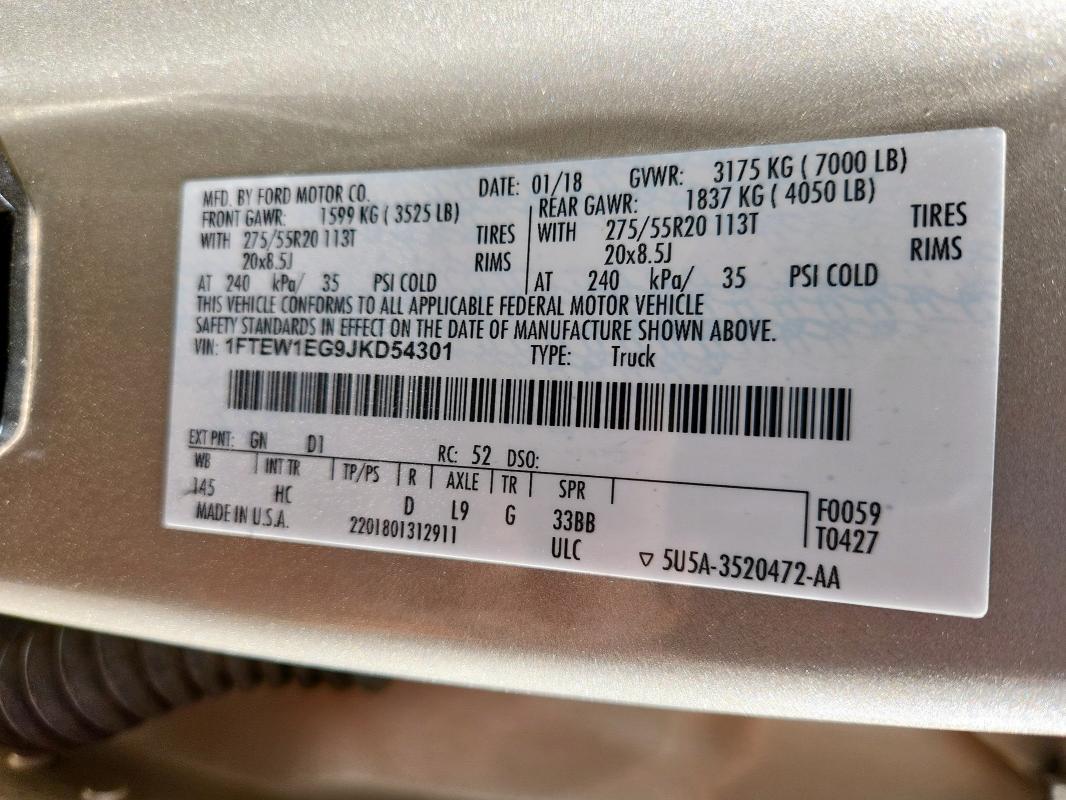 MFD. BY FORD MOTOR CO. DATE: 01/18 GVWR: 3175 KG ( 7000 LB)
FRONT GAWR: 1599 KG ( 3525 LB) REAR GAWR: 1837 KG ( 4050 LB)
WITH 275/55R20 113T TIRES WITH 275/55R20 113T TIRES
20x8.5J RIMS 20x8.5J RIMS
AT 240 kPa/ 35 PSI COLD AT 240 kPa/ 35 PSI COLD
THIS VEHICLE CONFORMS TO ALL APPLICABLE FEDERAL MOTOR VEHICLE
SAFETY STANDARDS IN EFFECT ON THE DATE OF MANUFACTURE SHOWN ABOVE.
VIN: 1FTEW1EG9JKD54301 TYPE: Truck
EXT PNT: GN D1 RC: 52 DSO:
WB INT TR TP/PS R AXLE TR SPR
145 HC D L9 G 33BB F0059
MADE IN U.S.A. 2201801312911 ULC T0427
▽ 5U5A-3520472-AA